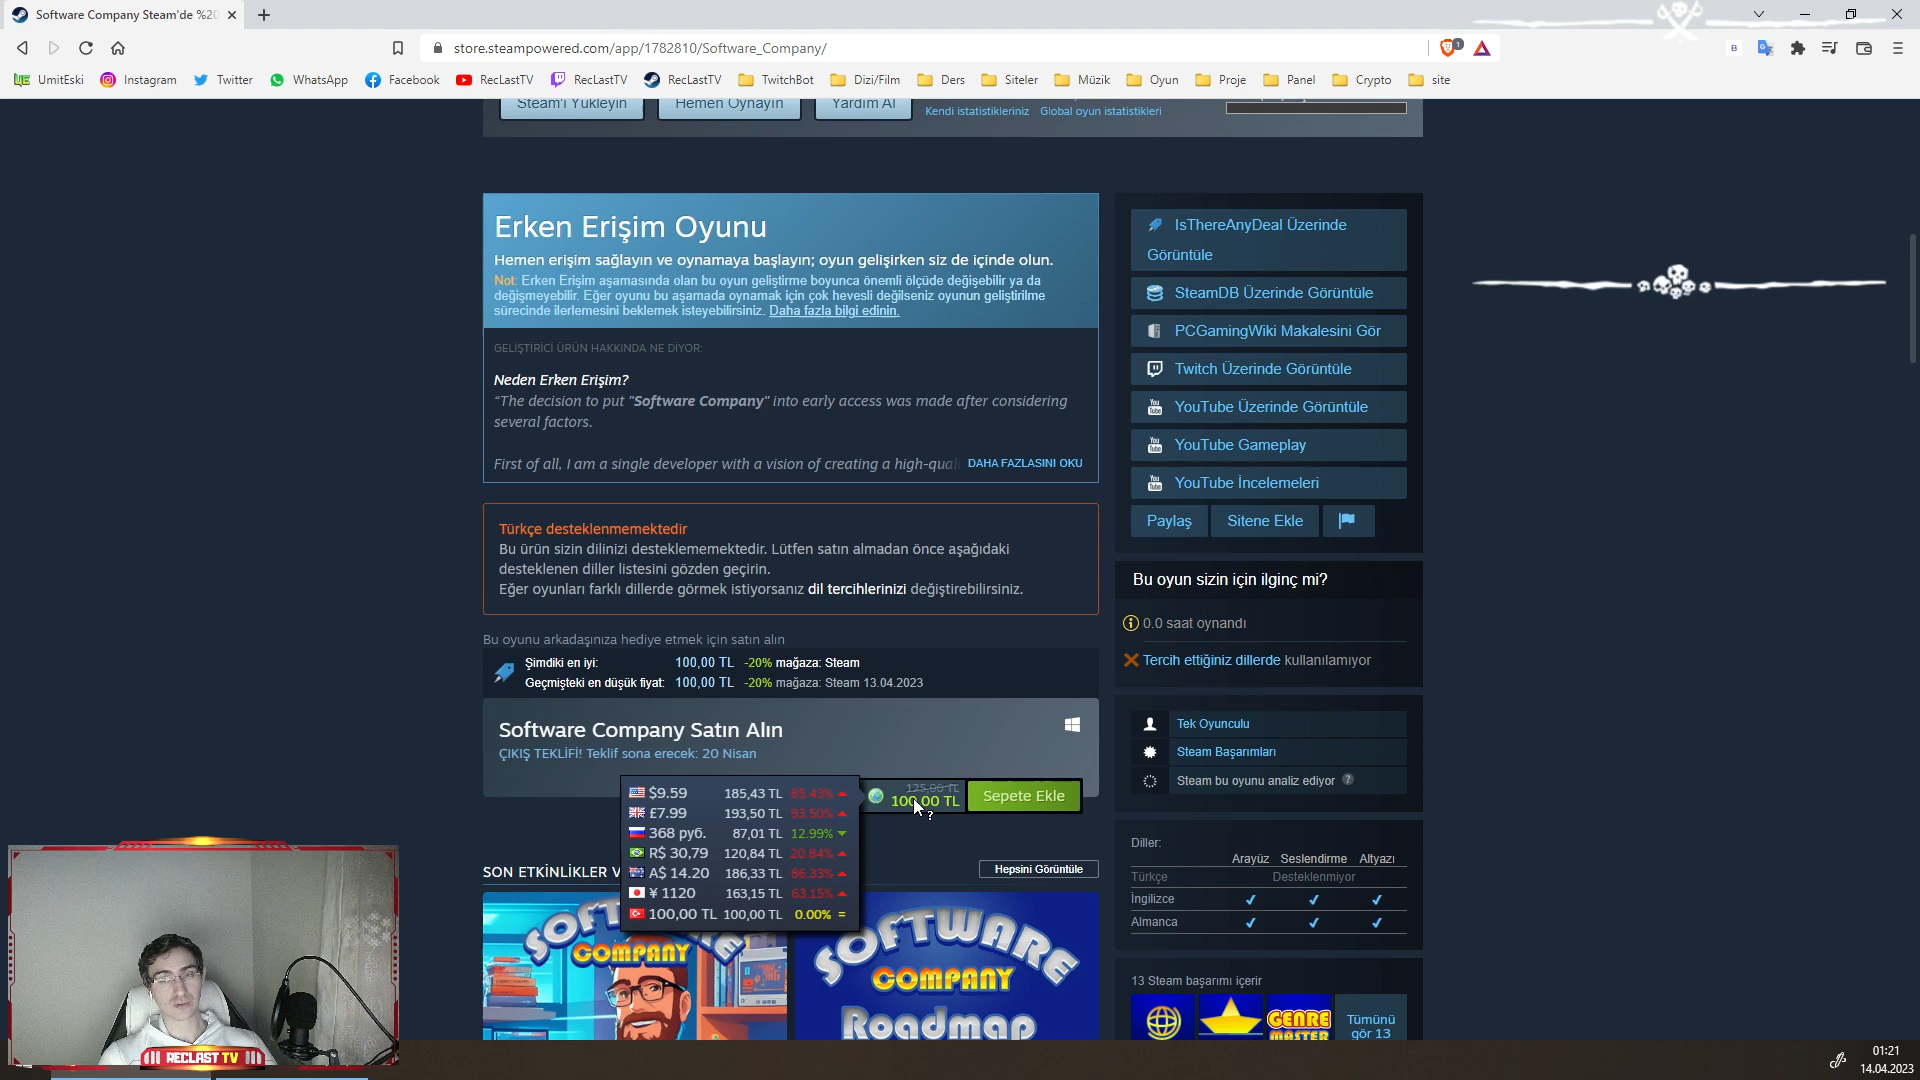 Software Company Steam'de %20
store.steampowered.com/app/1782810/Software_Company/
1
B
UmitEski
Instagram
Twitter
WhatsApp
Facebook
RecLastTV
RecLastTV
RecLastTV
TwitchBot
Dizi/Film
Ders
Siteler
Müzik
Oyun
Proje
Panel
Crypto
site
Steam'i Yükleyin
Hemen Oynayın
Yardım Al
Kendi istatistikleriniz
Global oyun istatistikleri
Erken Erişim Oyunu
Hemen erişim sağlayın ve oynamaya başlayın; oyun gelişirken siz de içinde olun.
Not: Erken Erişim aşamasında olan bu oyun geliştirme boyunca önemli ölçüde değişebilir ya da
değişmeyebilir. Eğer oyunu bu aşamada oynamak için çok hevesli değilseniz oyunun geliştirilme
sürecinde ilerlemesini beklemek isteyebilirsiniz. Daha fazla bilgi edinin.
GELİŞTİRİCİ ÜRÜN HAKKINDA NE DİYOR:
Neden Erken Erişim?
“The decision to put "Software Company" into early access was made after considering
several factors.
First of all, I am a single developer with a vision of creating a high-quali
DAHA FAZLASINI OKU
Türkçe desteklenmemektedir
Bu ürün sizin dilinizi desteklememektedir. Lütfen satın almadan önce aşağıdaki
desteklenen diller listesini gözden geçirin.
Eğer oyunları farklı dillerde görmek istiyorsanız dil tercihlerinizi değiştirebilirsiniz.
Bu oyunu arkadaşınıza hediye etmek için satın alın
Şimdiki en iyi: 100,00 TL -20% mağaza: Steam
Geçmişteki en düşük fiyat: 100,00 TL -20% mağaza: Steam 13.04.2023
Software Company Satın Alın
ÇIKIŞ TEKLİFİ! Teklif sona erecek: 20 Nisan
125,00 TL
100,00 TL
Sepete Ekle
$9.59 185,43 TL 85.43%
£7.99 193,50 TL 93.50%
368 pуб. 87,01 TL 12.99%
R$ 30,79 120,84 TL 20.84%
A$ 14.20 186,33 TL 86.33%
¥ 1120 163,15 TL 63.15%
100,00 TL 100,00 TL 0.00% =
SON ETKİNLİKLER V
Hepsini Görüntüle
SOFTWARE
COMPANY
SOFTWARE
COMPANY
Roadmap
IsThereAnyDeal Üzerinde
Görüntüle
SteamDB Üzerinde Görüntüle
PCGamingWiki Makalesini Gör
Twitch Üzerinde Görüntüle
YouTube Üzerinde Görüntüle
YouTube Gameplay
YouTube İncelemeleri
Paylaş
Sitene Ekle
Bu oyun sizin için ilginç mi?
0.0 saat oynandı
Tercih ettiğiniz dillerde kullanılamıyor
Tek Oyunculu
Steam Başarımları
Steam bu oyunu analiz ediyor ?
Diller:
Arayüz Seslendirme Altyazı
Türkçe Desteklenmiyor
İngilizce ✔ ✔ ✔
Almanca ✔ ✔ ✔
13 Steam başarımı içerir
GENRE
MASTER
Tümünü
gör 13
RECLAST TV
01:21
14.04.2023